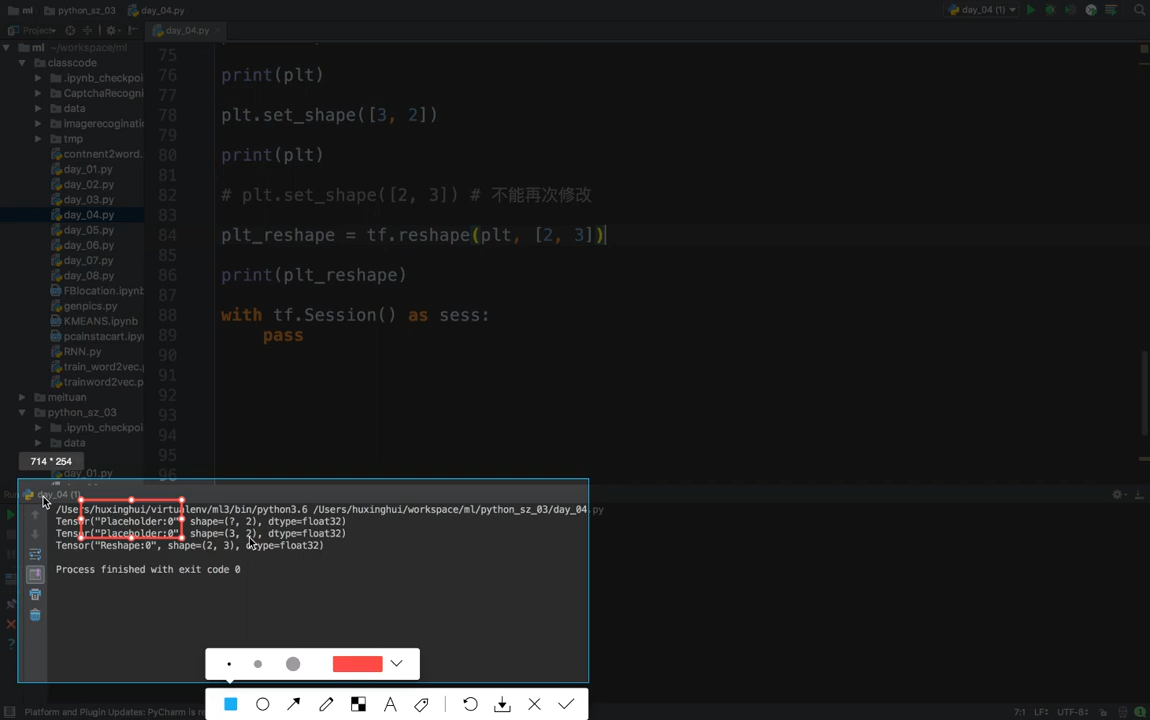 ml python_sz_03 day_04.py day_04 (1)
Project day_04.py
ml ~/workspace/ml
classcode
.ipynb_checkpoi
CaptchaRecogni
data
imagerecoginatio
tmp
contnent2word.
day_01.py
day_02.py
day_03.py
day_04.py
day_05.py
day_06.py
day_07.py
day_08.py
FBlocation.ipynb
genpics.py
KMEANS.ipynb
pcainstacart.ipy
RNN.py
train_word2vec.p
trainword2vec.p
meituan
python_sz_03
.ipynb_checkpoi
data
day_01.py
75
76 print(plt)
77
78 plt.set_shape([3, 2])
79
80 print(plt)
81
82 # plt.set_shape([2, 3]) # 不能再次修改
83
84 plt_reshape = tf.reshape(plt, [2, 3])
85
86 print(plt_reshape)
87
88 with tf.Session() as sess:
89 pass
90
91
92
93
94
95
96
714 * 254
Run day_04 (1)
/Users/huxinghui/virtualenv/ml3/bin/python3.6 /Users/huxinghui/workspace/ml/python_sz_03/day_04.py
Tensor("Placeholder:0", shape=(?, 2), dtype=float32)
Tensor("Placeholder:0", shape=(3, 2), dtype=float32)
Tensor("Reshape:0", shape=(2, 3), dtype=float32)
Process finished with exit code 0
A
Platform and Plugin Updates: PyCharm is re 7:1 LF÷ UTF-8÷